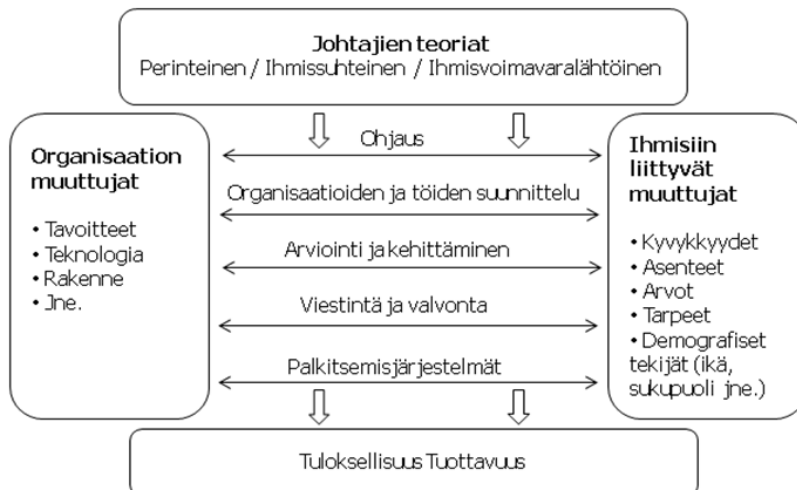 Johtajien teoriat
Perinteinen / Ihmissuhteinen / Ihmisvoimavaralähtöinen
Organisaation
muuttujat
• Tavoitteet
• Teknologia
• Rakenne
• Jne.
Ohjaus
Organisaatioiden ja töiden suunnittelu
Arviointi ja kehittäminen
Viestintä ja valvonta
Palkitsemisjärjestelmät
Ihmisiin
liittyvät
muuttujat
• Kyvykkyydet
• Asenteet
• Arvot
• Tarpeet
• Demografiset
tekijät (ikä,
sukupuoli jne.)
Tuloksellisuus Tuottavuus